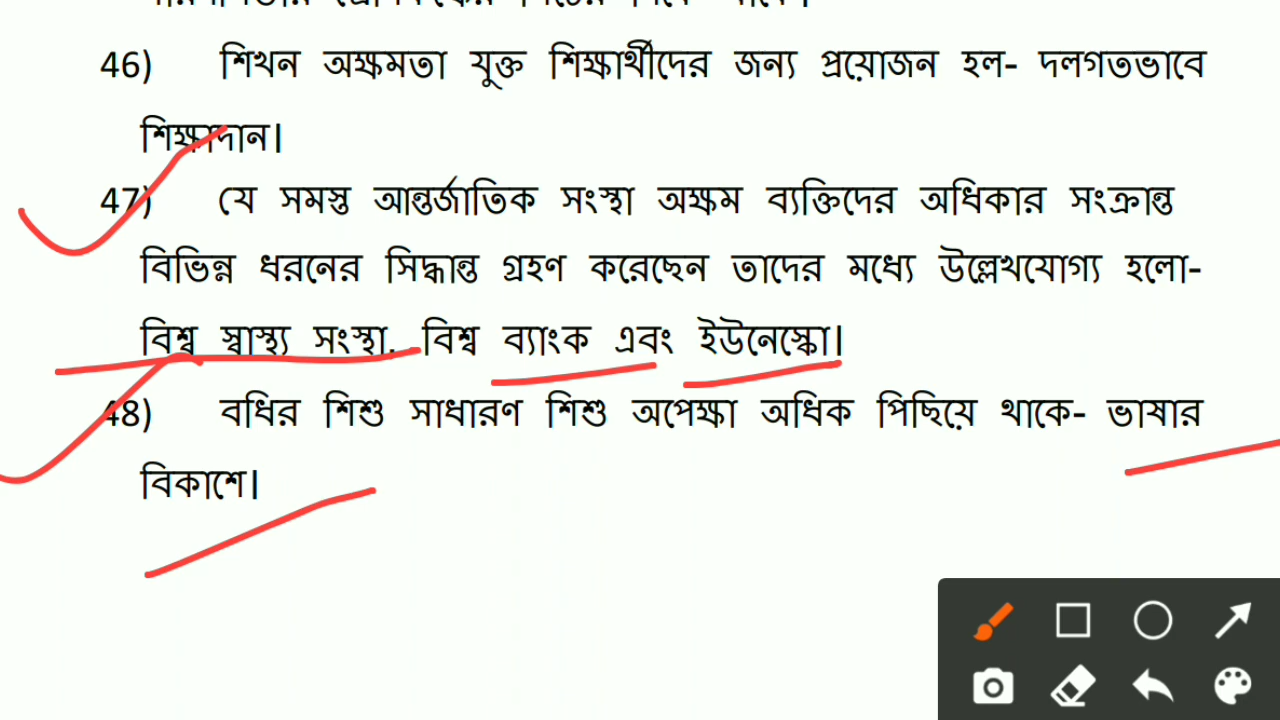 46) শিখন অক্ষমতা যুক্ত শিক্ষার্থীদের জন্য প্রয়োজন হল- দলগতভাবে
শিক্ষাদান।
47) যে সমস্ত আন্তর্জাতিক সংস্থা অক্ষম ব্যক্তিদের অধিকার সংক্রান্ত
বিভিন্ন ধরনের সিদ্ধান্ত গ্রহণ করেছেন তাদের মধ্যে উল্লেখযোগ্য হলো-
বিশ্ব স্বাস্থ্য সংস্থা, বিশ্ব ব্যাংক এবং ইউনেস্কো।
48) বধির শিশু সাধারণ শিশু অপেক্ষা অধিক পিছিয়ে থাকে- ভাষার
বিকাশে।